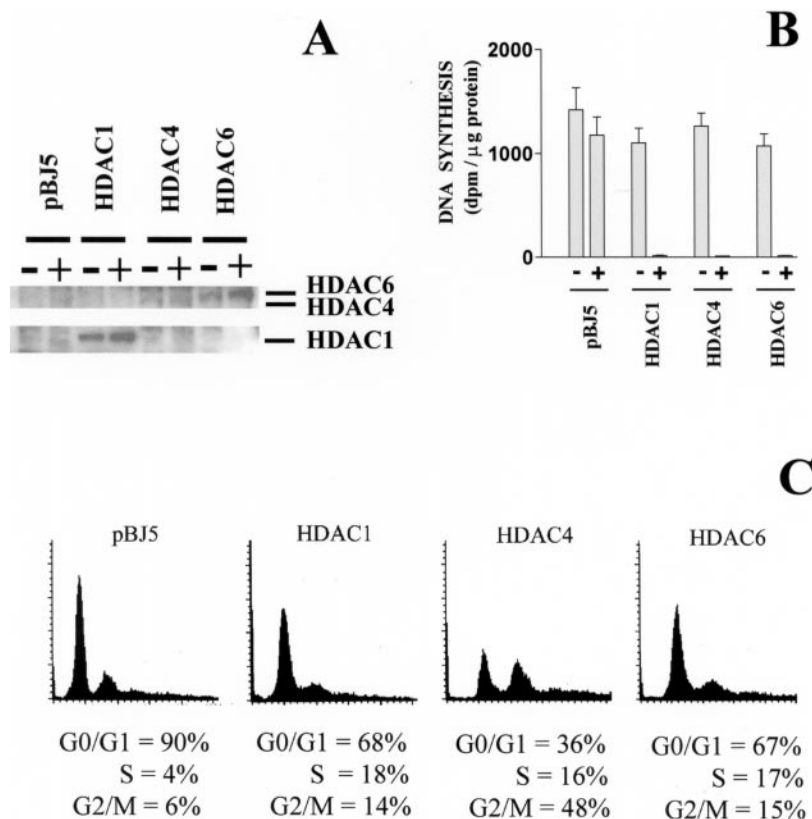 A
pBJ5
HDAC1
HDAC4
HDAC6
- + - + - + - +
HDAC6
HDAC4
HDAC1
B
DNA SYNTHESIS
(dpm / µg protein)
2000
1000
0
- + - + - + - +
pBJ5
HDAC1
HDAC4
HDAC6
C
pBJ5
G0/G1 = 90%
S = 4%
G2/M = 6%
HDAC1
G0/G1 = 68%
S = 18%
G2/M = 14%
HDAC4
G0/G1 = 36%
S = 16%
G2/M = 48%
HDAC6
G0/G1 = 67%
S = 17%
G2/M = 15%